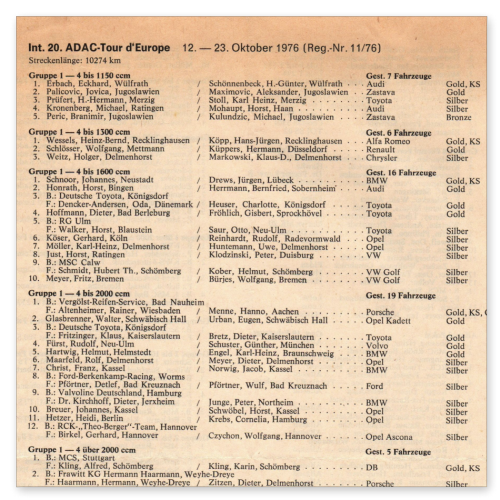 Int. 20. ADAC-Tour d'Europe 12. — 23. Oktober 1976 (Reg.-Nr. 11/76)
Streckenlänge: 10274 km
Gruppe 1 — 4 bis 1150 ccm Gest. 7 Fahrzeuge
1. Erbach, Eckhard, Wülfrath / Schönnenbeck, H.-Günter, Wülfrath - - - - Audi Gold, KS
2. Palicovic, Jovica, Jugoslawien / Maximovic, Aleksander, Jugoslawien - - - Zastava Gold
3. Prüfert, H.-Hermann, Merzig / Stoll, Karl Heinz, Merzig - - - - - Toyota Silber
4. Kronenberg, Michael, Ratingen / Mohaupt, Horst, Haan - - - - - - Audi Silber
5. Peric, Branimir, Jugoslawien / Kulundzic, Michael, Jugoslawien - - - - Zastava Bronze
Gruppe 1 — 4 bis 1300 ccm Gest. 6 Fahrzeuge
1. Wessels, Heinz-Bernd, Recklinghausen / Köpp, Hans-Jürgen, Recklinghausen - - - Alfa Romeo Gold, KS
2. Schlösser, Wolfgang, Mettmann / Küppers, Hermann, Düsseldorf - - - - Renault Gold
3. Weitz, Holger, Delmenhorst / Markowski, Klaus-D., Delmenhorst - - - Chrysler Silber
Gruppe 1 — 4 bis 1600 ccm Gest. 16 Fahrzeuge
1. Schnoor, Johannes, Neustadt / Drews, Jürgen, Lübeck - - - - - - BMW Gold, KS
2. Honrath, Horst, Bingen / Herrmann, Bernfried, Sobernheim - - - - Audi Gold
3. B.: Deutsche Toyota, Königsdorf
F.: Dencker-Andersen, Oda, Dänemark / Heuser, Charlotte, Königsdorf - - - - Toyota Gold
4. Hoffmann, Dieter, Bad Berleburg / Fröhlich, Gisbert, Sprockhövel - - - - Toyota Gold
5. B.: RG Ulm
F.: Walker, Horst, Blaustein / Saur, Otto, Neu-Ulm - - - - - - Toyota Silber
6. Köser, Gerhard, Köln / Reinhardt, Rudolf, Radevormwald - - - Opel Silber
7. Möller, Karl-Heinz, Delmenhorst / Huntemann, Uwe, Delmenhorst - - - - Opel Silber
8. Just, Horst, Ratingen / Klodzinski, Peter, Duisburg - - - - - VW Silber
9. B.: MSC Calw
F.: Schmidt, Hubert Th., Schömberg / Kober, Helmut, Schömberg - - - - - VW Golf Silber
10. Meyer, Fritz, Bremen / Bürjes, Wolfgang, Bremen - - - - - VW Golf Silber
Gruppe 1 — 4 bis 2000 ccm Gest. 19 Fahrzeuge
1. B.: Vergölst-Reifen-Service, Bad Nauheim
F.: Altenheimer, Rainer, Wiesbaden / Menne, Hanno, Aachen - - - - - - Porsche Gold, KS,
2. Glasbrenner, Walter, Schwäbisch Hall / Urban, Eugen, Schwäbisch Hall - - - - Opel Kadett Gold
3. B.: Deutsche Toyota, Königsdorf
F.: Fritzinger, Klaus, Kaiserslautern / Bretz, Dieter, Kaiserslautern - - - - - Toyota Gold
4. Fürst, Rudolf, Neu-Ulm / Schuster, Günther, München - - - - - Volvo Gold
5. Hartwig, Helmut, Helmstedt / Engel, Karl-Heinz, Braunschweig - - - - BMW Gold
6. Maarfeld, Rolf, Delmenhorst / Meyer, Dieter, Delmenhorst - - - - - Opel Silber
7. Christ, Franz, Kassel / Norwig, Jacob, Kassel - - - - - - BMW Silber
8. B.: Ford-Berkenkamp-Racing, Worms
F.: Pförtner, Detlef, Bad Kreuznach / Pförtner, Wulf, Bad Kreuznach - - - - Ford Silber
9. B.: Valvoline Deutschland, Hamburg
F.: Dr. Kirchhoff, Dieter, Jerxheim / Junge, Peter, Northeim - - - - - - BMW Silber
10. Breuer, Johannes, Kassel / Schwöbel, Horst, Kassel - - - - - - Opel Silber
11. Hetzer, Heidi, Berlin / Krebs, Cornelia, Hamburg - - - - - Opel Silber
12. B.: RCK-„Theo-Berger"-Team, Hannover
F.: Birkel, Gerhard, Hannover / Czychon, Wolfgang, Hannover - - - - Opel Ascona Silber
Gruppe 1 — 4 über 2000 ccm Gest. 5 Fahrzeuge
1. B.: MCS, Stuttgart
F.: Kling, Alfred, Schömberg / Kling, Karin, Schömberg - - - - - - DB Gold, KS
2. B.: Frawitt KG Hermann Haarmann, Weyhe-Dreye
F.: Haarmann, Hermann, Weyhe-Dreye / Zitzen, Dieter, Delmenhorst - - - - - Porsche Silber